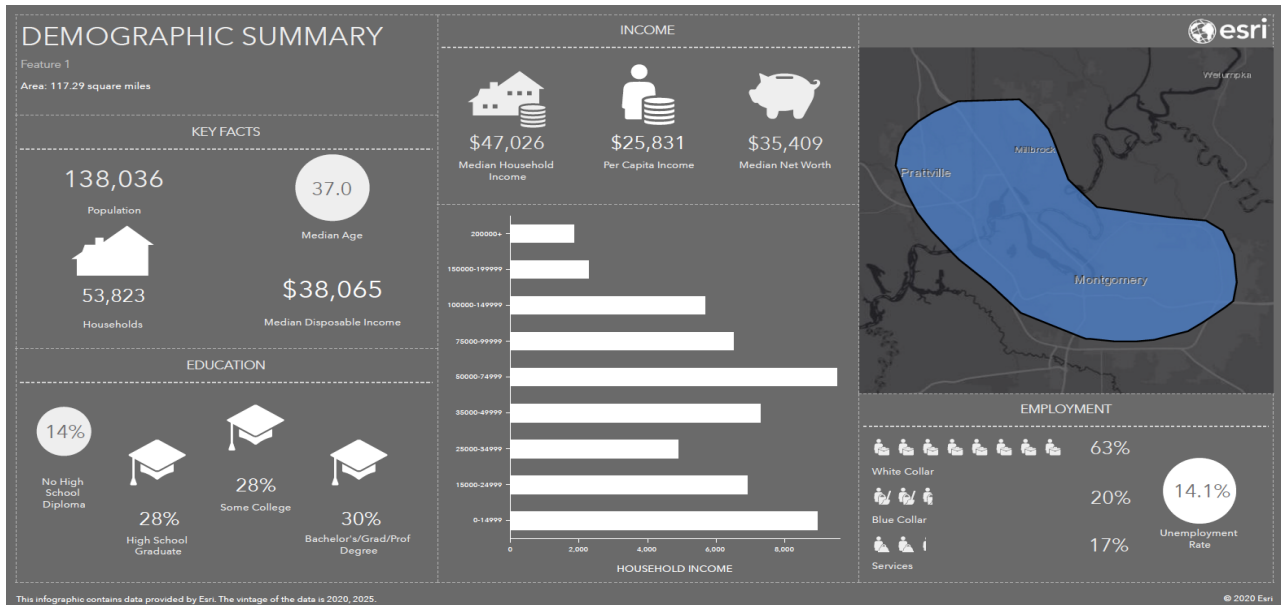 DEMOGRAPHIC SUMMARY
Feature 1
Area: 117.29 square miles
KEY FACTS
138,036
Population
37.0
Median Age
53,823
Households
$38,065
Median Disposable Income
EDUCATION
14%
No High
School
Diploma
28%
High School
Graduate
28%
Some College
30%
Bachelor's/Grad/Prof
Degree
INCOME
$47,026
Median Household
Income
$25,831
Per Capita Income
$35,409
Median Net Worth
200000+
150000-199999
100000-149999
75000-99999
50000-74999
35000-49999
25000-34999
15000-24999
0-14999
0
2,000
4,000
6,000
8,000
HOUSEHOLD INCOME
esri
Wetumpka
Millbrook
Prattville
Montgomery
EMPLOYMENT
63%
White Collar
20%
Blue Collar
17%
Services
14.1%
Unemployment
Rate
This infographic contains data provided by Esri. The vintage of the data is 2020, 2025.
© 2020 Esri